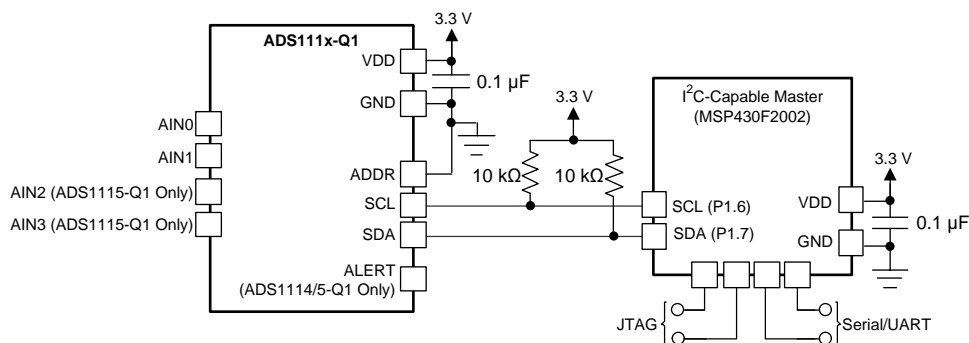 ADS111x-Q1
3.3 V
VDD
0.1 µF
GND
AIN0
AIN1
AIN2 (ADS1115-Q1 Only)
AIN3 (ADS1115-Q1 Only)
ADDR
SCL
SDA
ALERT
(ADS1114/5-Q1 Only)
3.3 V
10 kΩ
10 kΩ
I²C-Capable Master
(MSP430F2002)
SCL (P1.6)
SDA (P1.7)
3.3 V
VDD
0.1 µF
GND
JTAG
Serial/UART